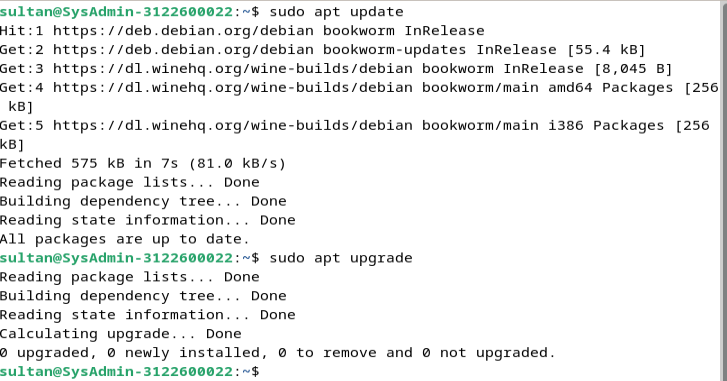 sultan@SysAdmin-3122600022:~$ sudo apt update
Hit:1 https://deb.debian.org/debian bookworm InRelease
Get:2 https://deb.debian.org/debian bookworm-updates InRelease [55.4 kB]
Get:3 https://dl.winehq.org/wine-builds/debian bookworm InRelease [8,045 B]
Get:4 https://dl.winehq.org/wine-builds/debian bookworm/main amd64 Packages [256
 kB]
Get:5 https://dl.winehq.org/wine-builds/debian bookworm/main i386 Packages [256
kB]
Fetched 575 kB in 7s (81.0 kB/s)
Reading package lists... Done
Building dependency tree... Done
Reading state information... Done
All packages are up to date.
sultan@SysAdmin-3122600022:~$ sudo apt upgrade
Reading package lists... Done
Building dependency tree... Done
Reading state information... Done
Calculating upgrade... Done
0 upgraded, 0 newly installed, 0 to remove and 0 not upgraded.
sultan@SysAdmin-3122600022:~$